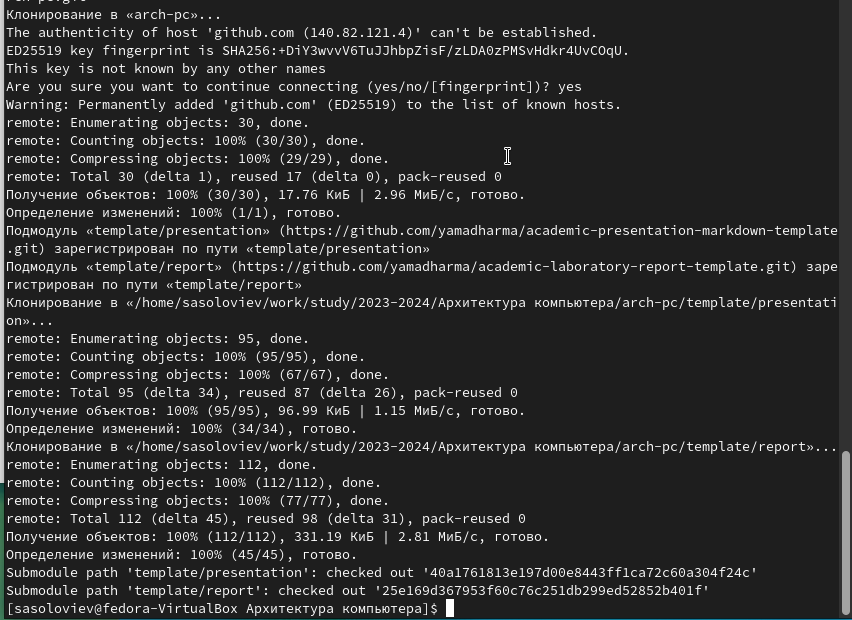 Клонирование в «arch-pc»...
The authenticity of host 'github.com (140.82.121.4)' can't be established.
ED25519 key fingerprint is SHA256:+DiY3wvvV6TuJJhbpZisF/zLDA0zPMSvHdkr4UvCOqU.
This key is not known by any other names
Are you sure you want to continue connecting (yes/no/[fingerprint])? yes
Warning: Permanently added 'github.com' (ED25519) to the list of known hosts.
remote: Enumerating objects: 30, done.
remote: Counting objects: 100% (30/30), done.
remote: Compressing objects: 100% (29/29), done.
remote: Total 30 (delta 1), reused 17 (delta 0), pack-reused 0
Получение объектов: 100% (30/30), 17.76 КиБ | 2.96 МиБ/с, готово.
Определение изменений: 100% (1/1), готово.
Подмодуль «template/presentation» (https://github.com/yamadharma/academic-presentation-markdown-template
.git) зарегистрирован по пути «template/presentation»
Подмодуль «template/report» (https://github.com/yamadharma/academic-laboratory-report-template.git) заре
гистрирован по пути «template/report»
Клонирование в «/home/sasoloviev/work/study/2023-2024/Архитектура компьютера/arch-pc/template/presentati
on»...
remote: Enumerating objects: 95, done.
remote: Counting objects: 100% (95/95), done.
remote: Compressing objects: 100% (67/67), done.
remote: Total 95 (delta 34), reused 87 (delta 26), pack-reused 0
Получение объектов: 100% (95/95), 96.99 КиБ | 1.15 МиБ/с, готово.
Определение изменений: 100% (34/34), готово.
Клонирование в «/home/sasoloviev/work/study/2023-2024/Архитектура компьютера/arch-pc/template/report»...
remote: Enumerating objects: 112, done.
remote: Counting objects: 100% (112/112), done.
remote: Compressing objects: 100% (77/77), done.
remote: Total 112 (delta 45), reused 98 (delta 31), pack-reused 0
Получение объектов: 100% (112/112), 331.19 КиБ | 2.81 МиБ/с, готово.
Определение изменений: 100% (45/45), готово.
Submodule path 'template/presentation': checked out '40a1761813e197d00e8443ff1ca72c60a304f24c'
Submodule path 'template/report': checked out '25e169d367953f60c76c251db299ed52852b401f'
[sasoloviev@fedora-VirtualBox Архитектура компьютера]$